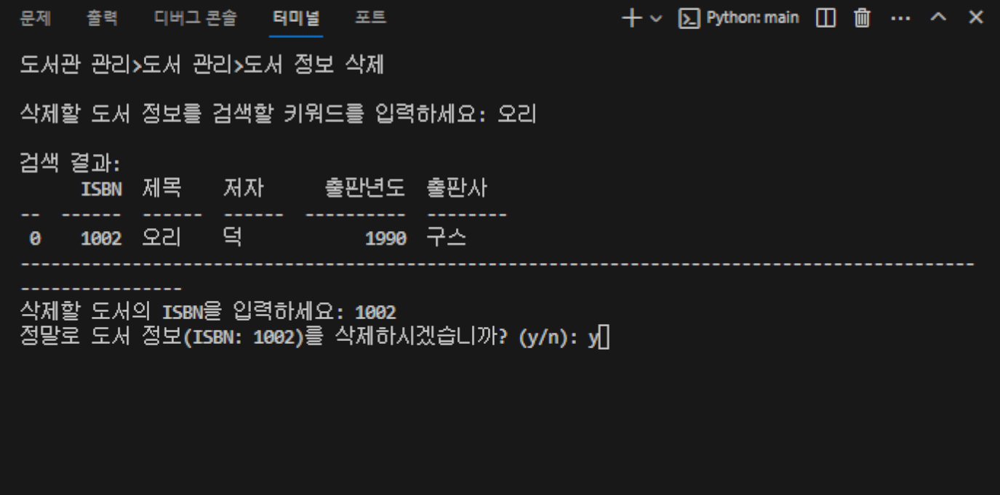 문제 출력 디버그 콘솔 터미널 포트 Python: main
도서관 관리>도서 관리>도서 정보 삭제
삭제할 도서 정보를 검색할 키워드를 입력하세요: 오리
검색 결과:
ISBN 제목 저자 출판년도 출판사
-- ------ ------ ------ ---------- --------
0 1002 오리 덕 1990 구스
----------------------------------------------------------------------------------------------
----------------
삭제할 도서의 ISBN을 입력하세요: 1002
정말로 도서 정보(ISBN: 1002)를 삭제하시겠습니까? (y/n): y